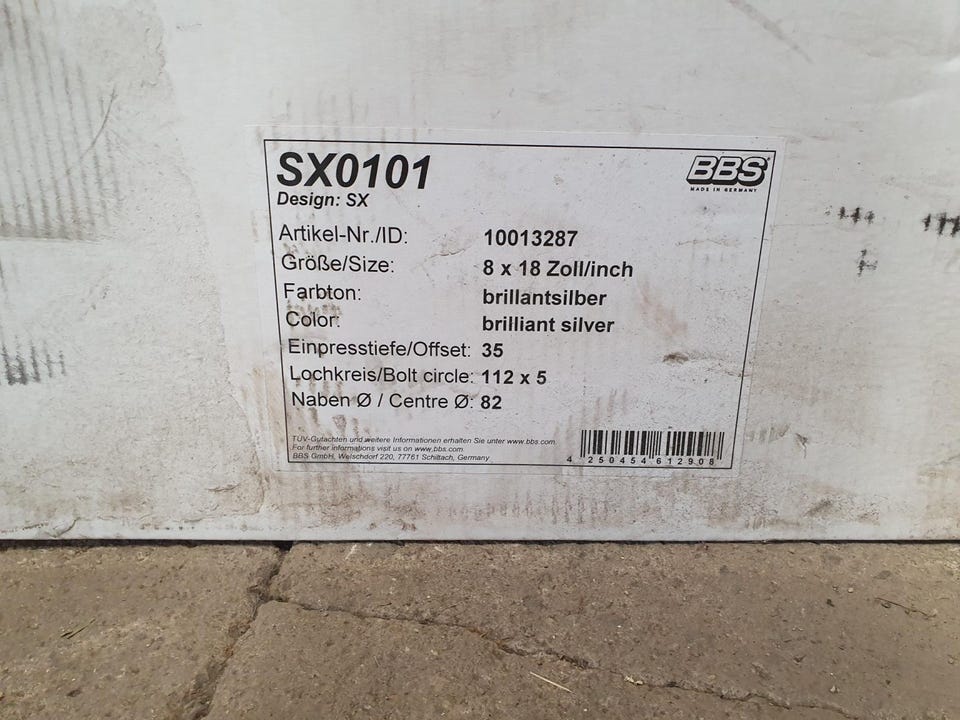 SX0101
BBS
MADE IN GERMANY
Design: SX
Artikel-Nr./ID: 10013287
Größe/Size: 8 x 18 Zoll/inch
Farbton: brillantsilber
Color: brilliant silver
Einpresstiefe/Offset: 35
Lochkreis/Bolt circle: 112 x 5
Naben Ø / Centre Ø: 82
TÜV-Gutachten und weitere Informationen erhalten Sie unter www.bbs.com.
For further informations visit us on www.bbs.com
BBS GmbH, Welschdorf 220, 77761 Schiltach, Germany
4 250454 612908